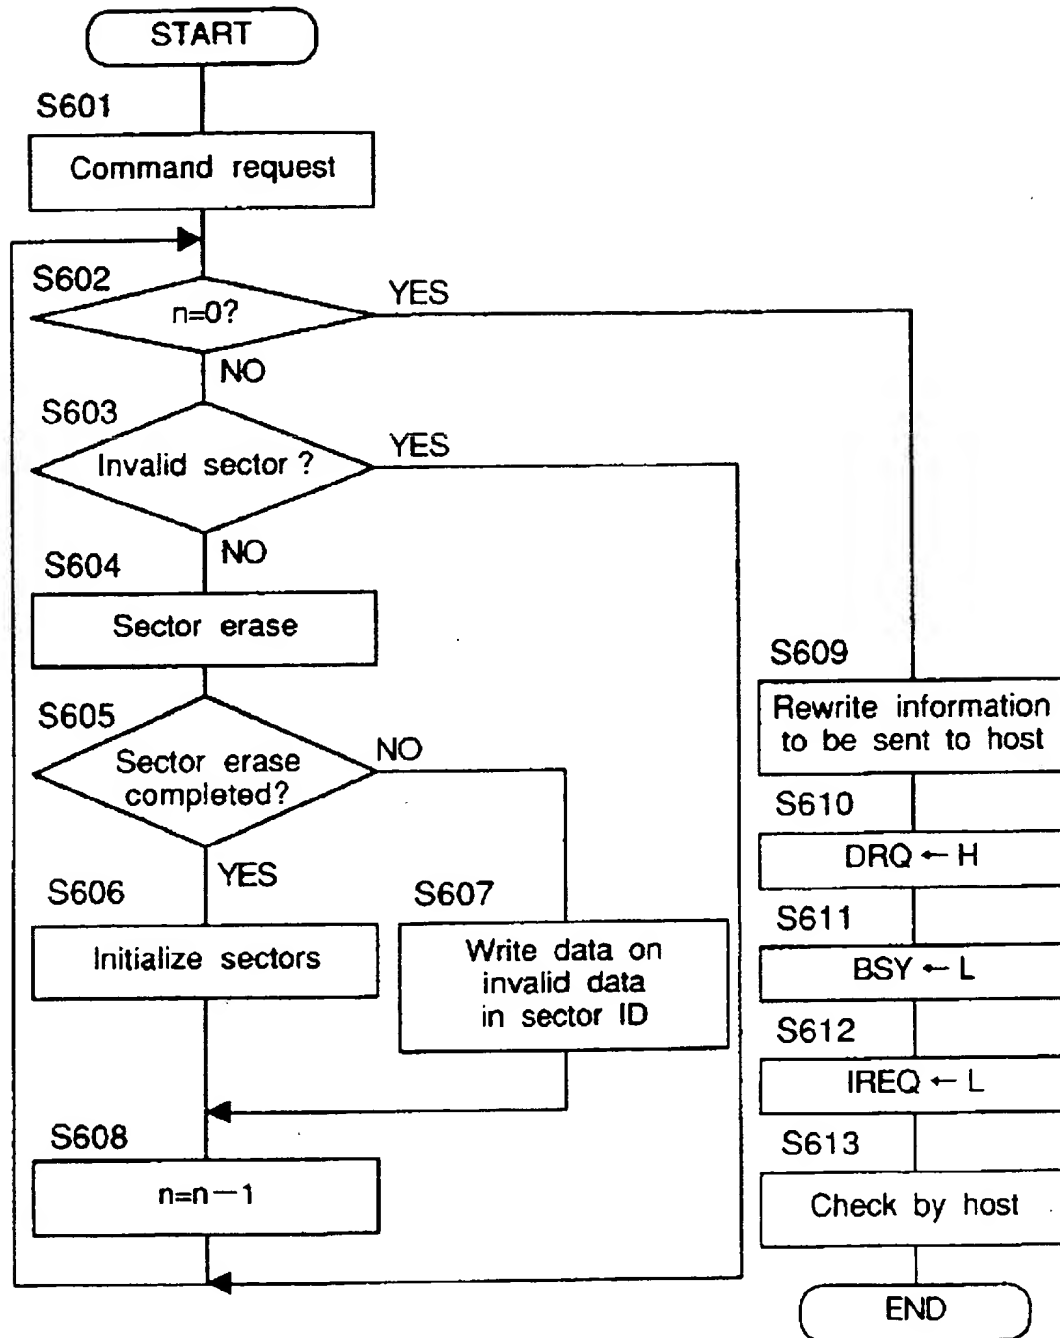 START
S601
Command request
S602
n=0?
YES
NO
S603
Invalid sector ?
YES
NO
S604
Sector erase
S605
Sector erase
completed?
NO
YES
S606
Initialize sectors
S607
Write data on
invalid data
in sector ID
S608
n=n−1
S609
Rewrite information
to be sent to host
S610
DRQ ← H
S611
BSY ← L
S612
IREQ ← L
S613
Check by host
END